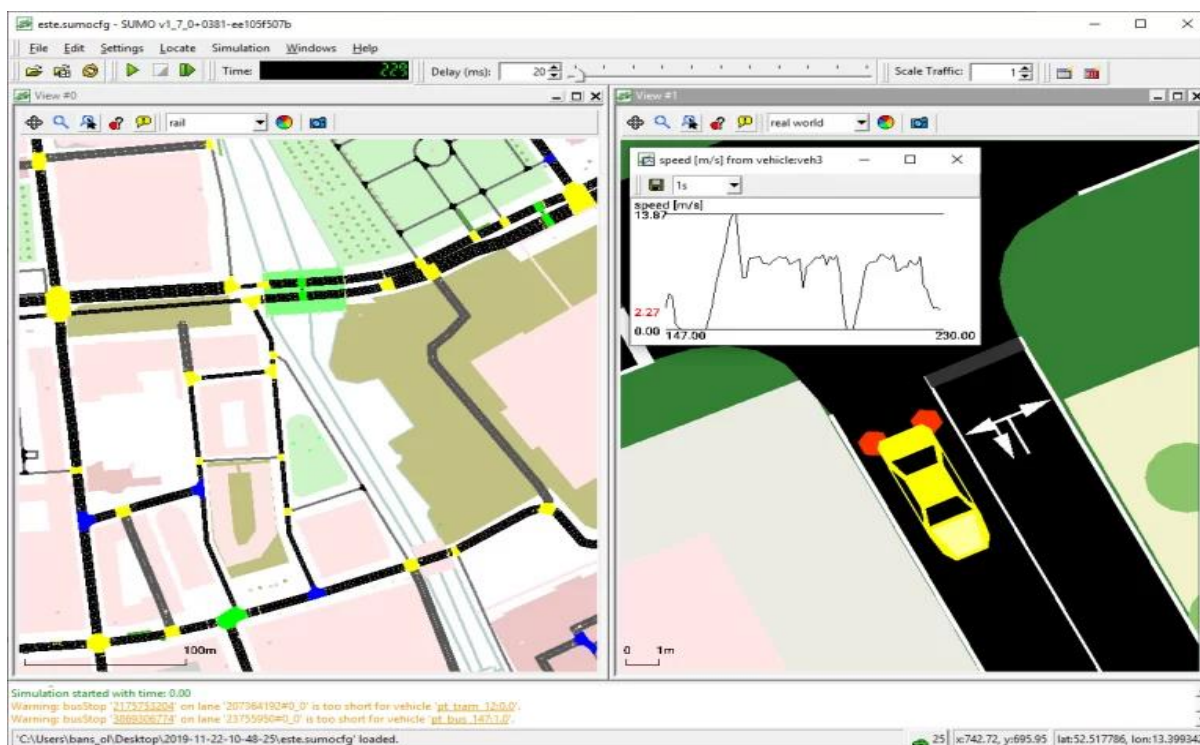 este.sumocfg - SUMO v1_7_0+0381-ee105f507b
File Edit Settings Locate Simulation Windows Help
Time: 229 Delay (ms): 20 Scale Traffic: 1
View #0
rail
100m
View #1
real world
speed [m/s] from vehicle:veh3
1s
speed [m/s]
13.87
2.27
0.00 147.00 230.00
0 1m
Simulation started with time: 0.00
Warning: busStop '2175753204' on lane '207364192#0_0' is too short for vehicle 'pt_tram_12:0.0'.
Warning: busStop '3869306774' on lane '23755950#0_0' is too short for vehicle 'pt_bus_147:1.0'.
'C:\Users\bans_ol\Desktop\2019-11-22-10-48-25\este.sumocfg' loaded. 25 x:742.72, y:695.95 lat:52.517786, lon:13.399342